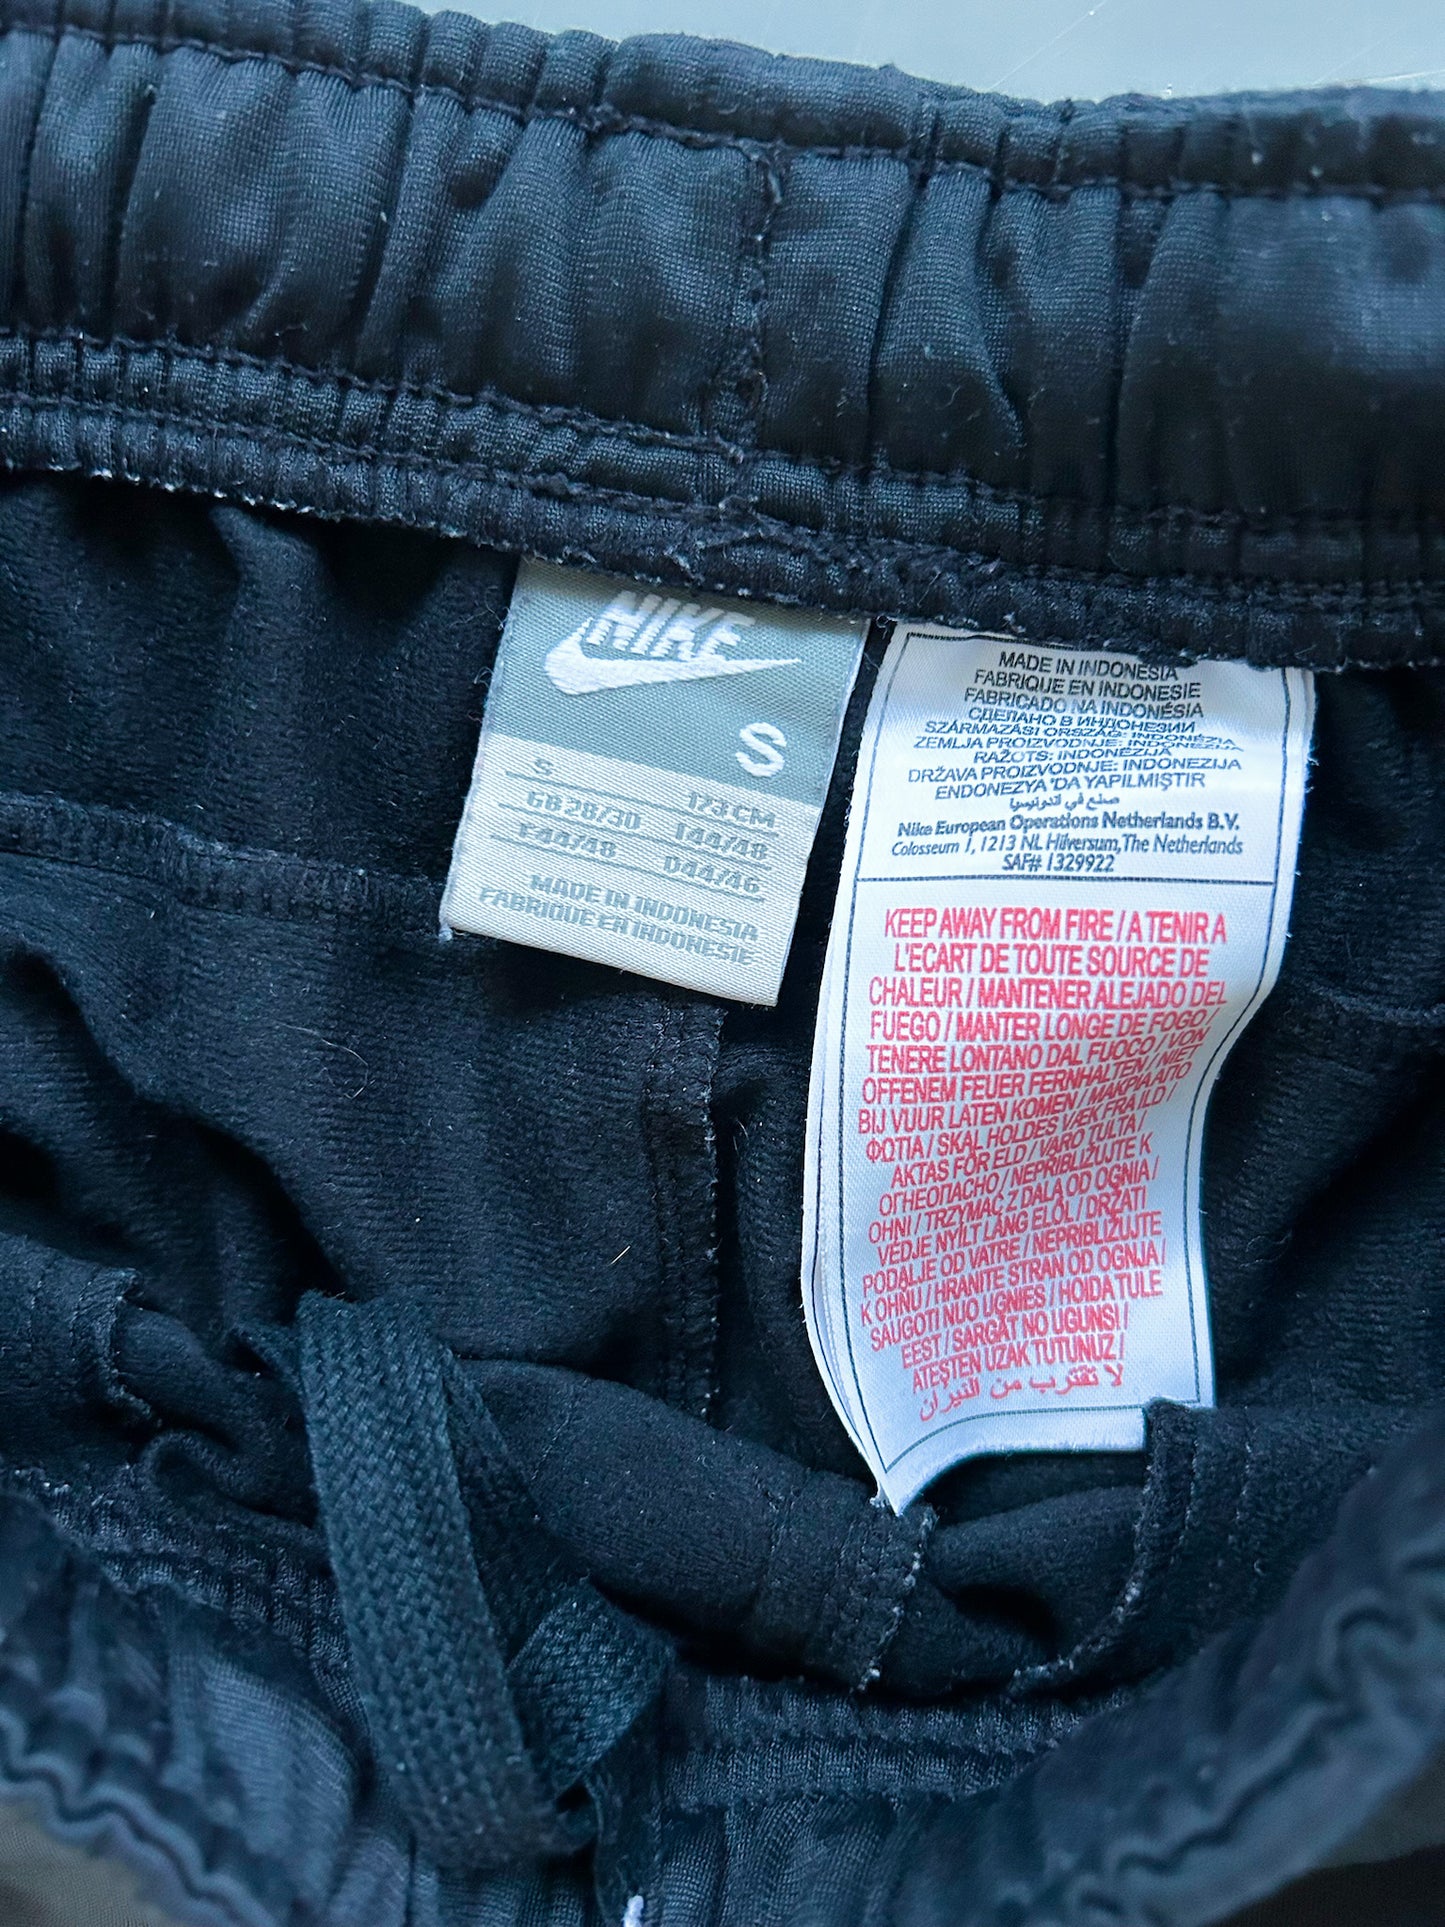 NIKE
S
S 173 CM
GB 28/30 I 44/48
F 44/48 D 44/46
MADE IN INDONESIA
FABRIQUE EN INDONESIE
MADE IN INDONESIA
FABRIQUE EN INDONESIE
FABRICADO NA INDONÉSIA
СДЕЛАНО В ИНДОНЕЗИИ
SZÁRMAZÁSI ORSZÁG: INDONÉZIA
ZEMLJA PROIZVODNJE: INDONEZIJA
RAŽOTS: INDONĒZIJA
DRŽAVA PROIZVODNJE: INDONEZIJA
ENDONEZYA'DA YAPILMIŞTIR
صنع في اندونيسيا
Nike European Operations Netherlands B.V.
Colosseum 1, 1213 NL Hilversum, The Netherlands
SAF# 1329922
KEEP AWAY FROM FIRE / A TENIR A
L'ECART DE TOUTE SOURCE DE
CHALEUR / MANTENER ALEJADO DEL
FUEGO / MANTER LONGE DE FOGO /
TENERE LONTANO DAL FUOCO / VON
OFFENEM FEUER FERNHALTEN / NIET
BIJ VUUR LATEN KOMEN / ΜΑΚΡΙΑ ΑΠΟ
ΦΩΤΙΑ / SKAL HOLDES VÆK FRA ILD /
AKTAS FÖR ELD / VARO TULTA /
ОГНЕОПАСНО / NEPŘIBLIŽUJTE K
OHNI / TRZYMAĆ Z DALA OD OGNIA /
VÉDJE NYÍLT LÁNG ELŐL / DRŽATI
PODALJE OD VATRE / NEPRIBLIŽUJTE
K OHŇU / HRANITE STRAN OD OGNJA /
SAUGOTI NUO UGNIES / HOIDA TULE
EEST / SARGĀT NO UGUNS! /
ATEŞTEN UZAK TUTUNUZ /
لا تقترب من النيران